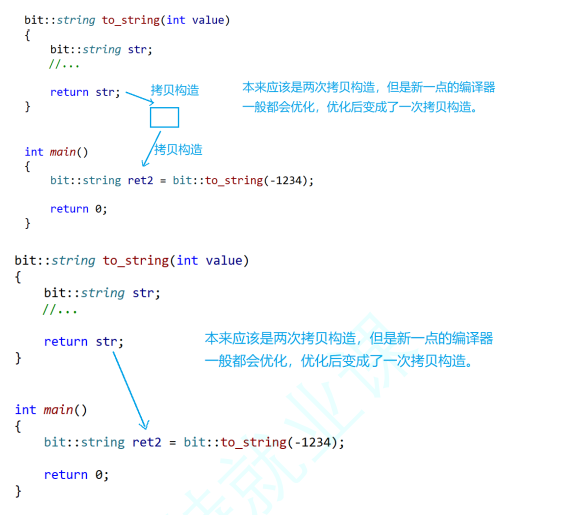 bit::string to_string(int value)
{
bit::string str;
//...
return str;
拷贝构造
本来应该是两次拷贝构造，但是新一点的编译器
一般都会优化，优化后变成了一次拷贝构造。
}
拷贝构造
int main()
{
bit::string ret2 = bit::to_string(-1234);
return 0;
}
bit::string to_string(int value)
{
bit::string str;
//...
return str;
本来应该是两次拷贝构造，但是新一点的编译器
一般都会优化，优化后变成了一次拷贝构造。
}
int main()
{
bit::string ret2 = bit::to_string(-1234);
return 0;
}
就业课